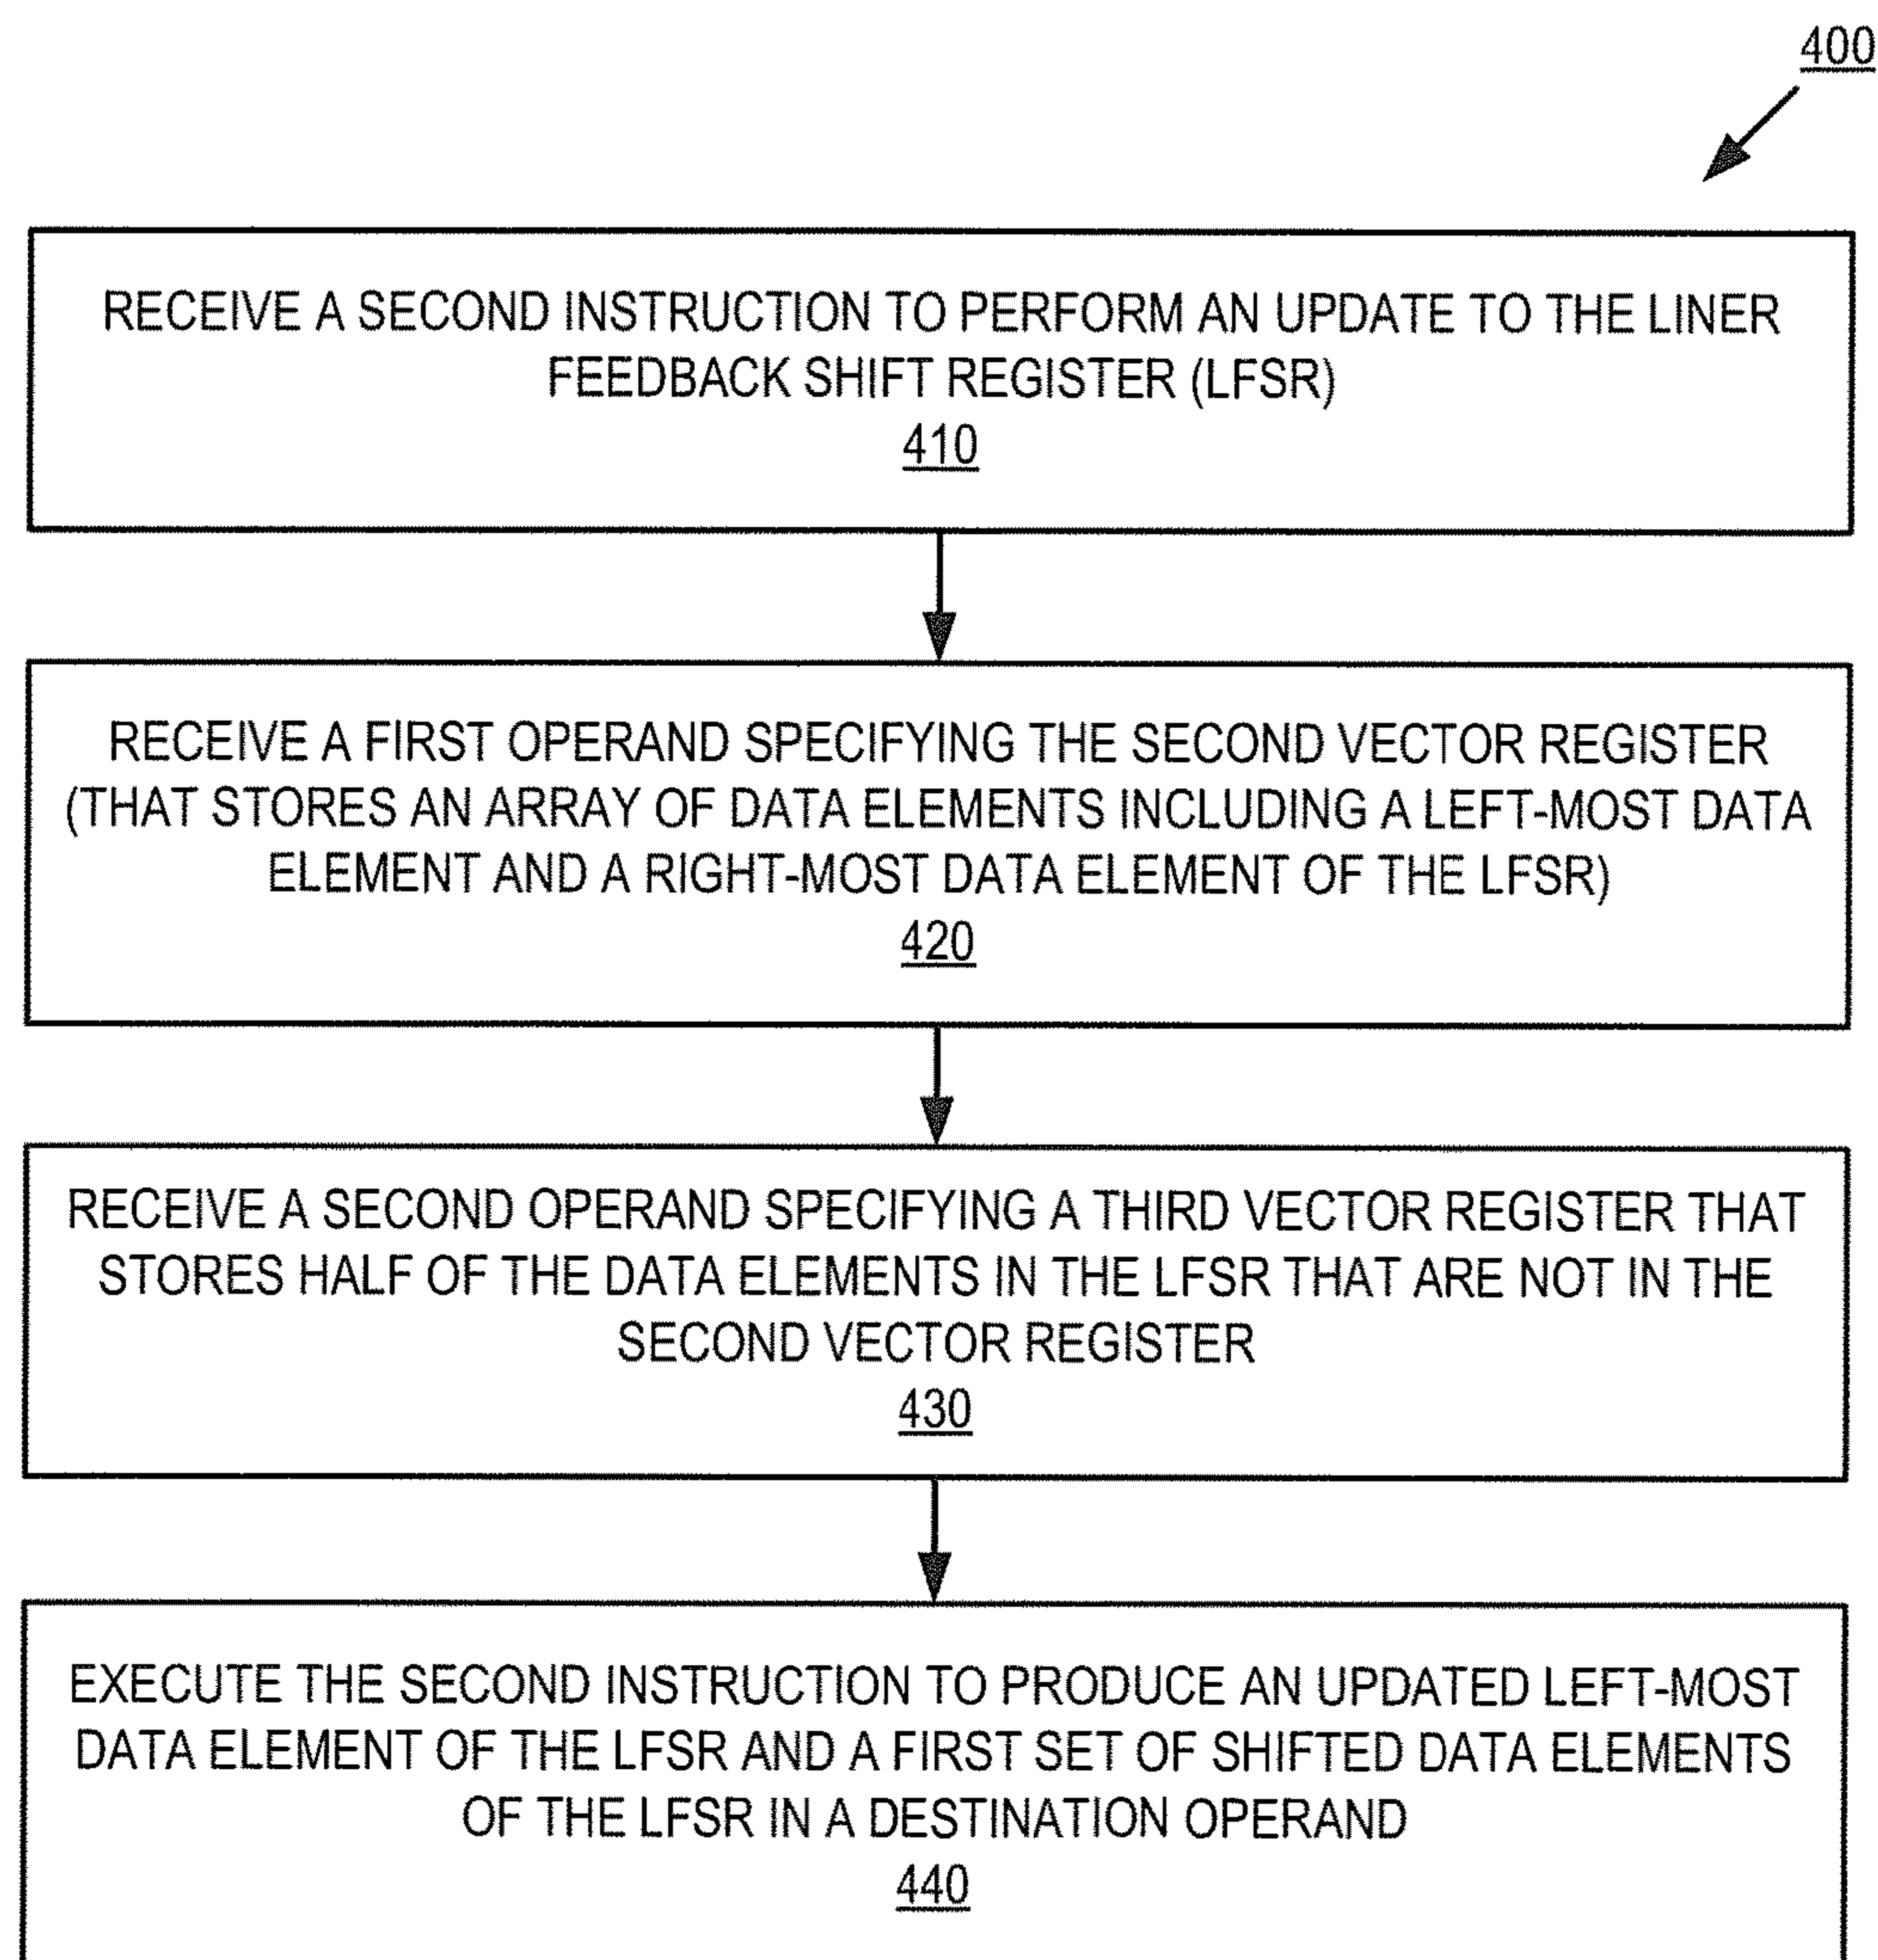 400
RECEIVE A SECOND INSTRUCTION TO PERFORM AN UPDATE TO THE LINER
FEEDBACK SHIFT REGISTER (LFSR)
410
RECEIVE A FIRST OPERAND SPECIFYING THE SECOND VECTOR REGISTER
(THAT STORES AN ARRAY OF DATA ELEMENTS INCLUDING A LEFT-MOST DATA
ELEMENT AND A RIGHT-MOST DATA ELEMENT OF THE LFSR)
420
RECEIVE A SECOND OPERAND SPECIFYING A THIRD VECTOR REGISTER THAT
STORES HALF OF THE DATA ELEMENTS IN THE LFSR THAT ARE NOT IN THE
SECOND VECTOR REGISTER
430
EXECUTE THE SECOND INSTRUCTION TO PRODUCE AN UPDATED LEFT-MOST
DATA ELEMENT OF THE LFSR AND A FIRST SET OF SHIFTED DATA ELEMENTS
OF THE LFSR IN A DESTINATION OPERAND
440